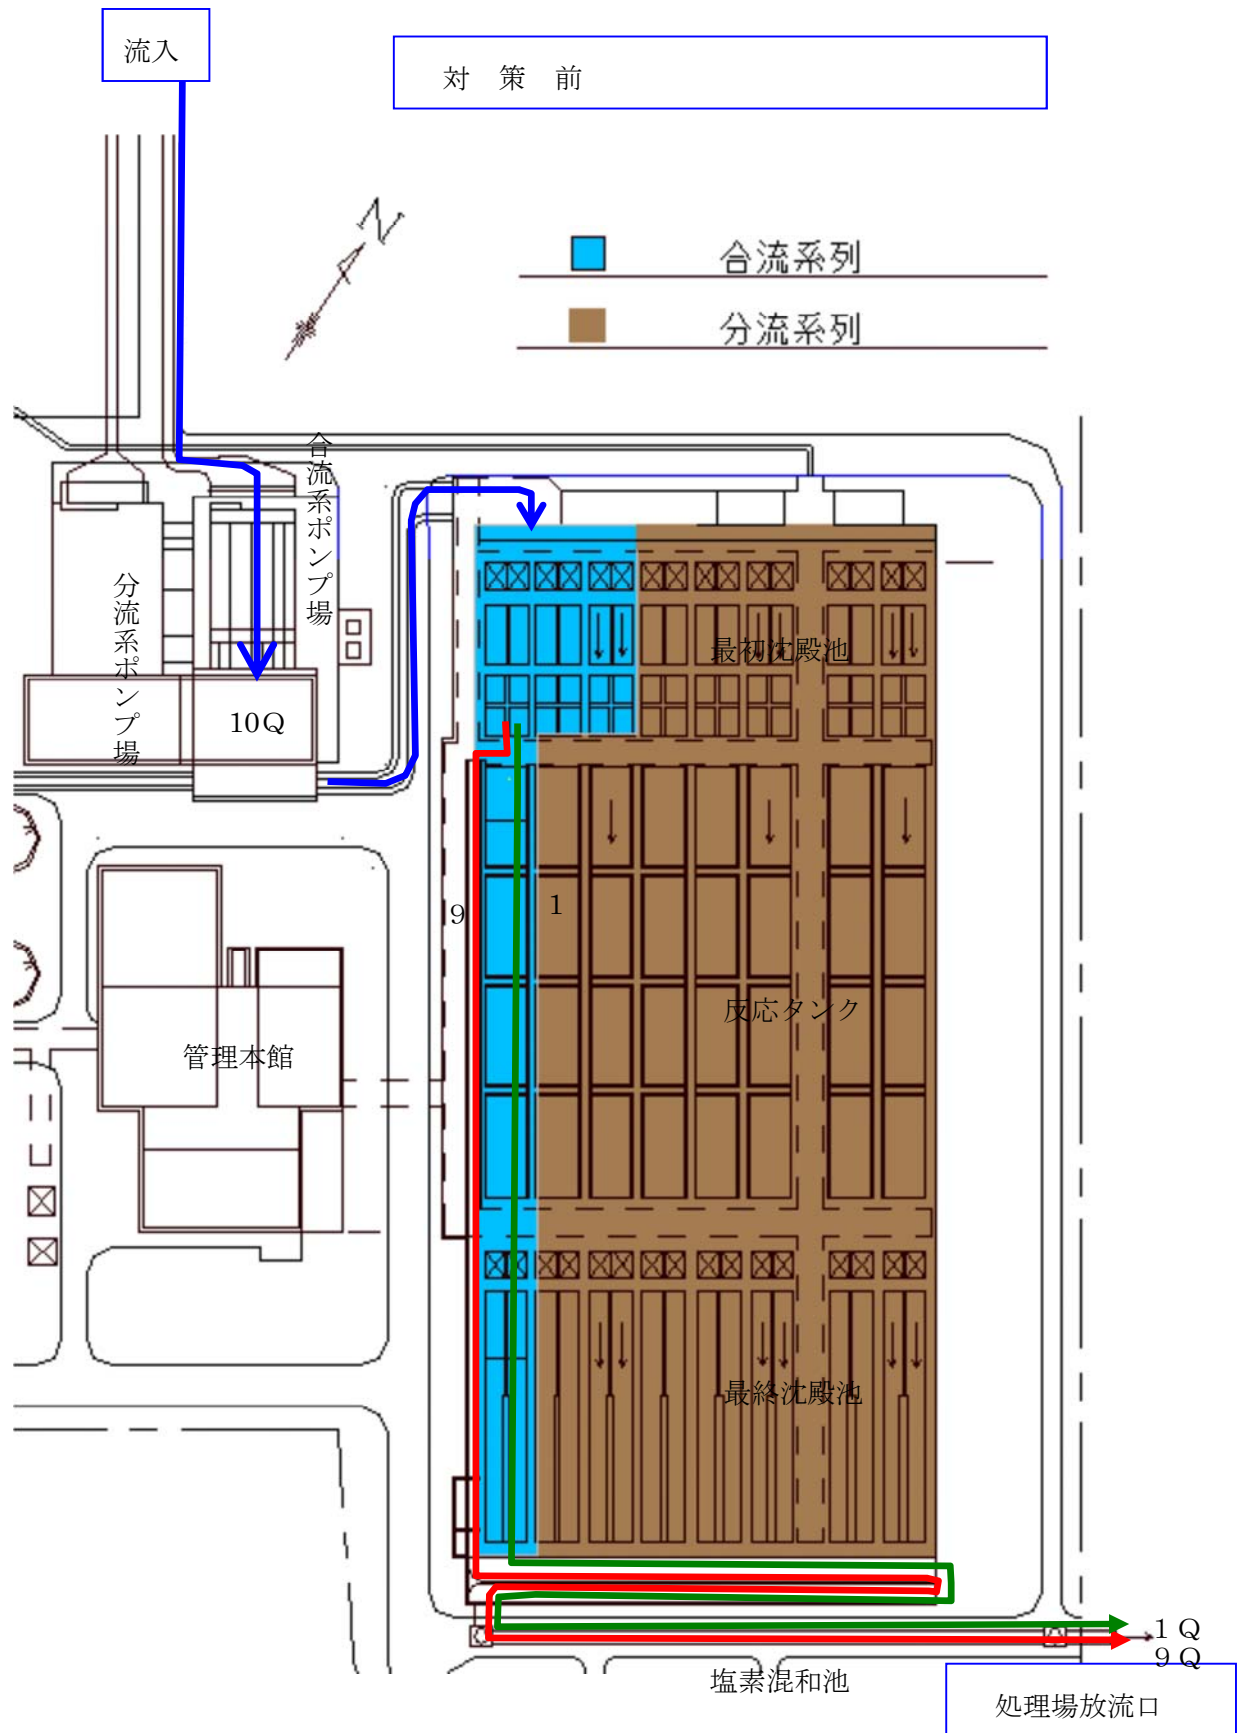 流入
対 策 前
N
合流系列
分流系列
合流系ポンプ場
分流系ポンプ場
最初沈殿池
10Q
9
1
反応タンク
管理本館
最終沈殿池
1 Q
9 Q
塩素混和池
処理場放流口